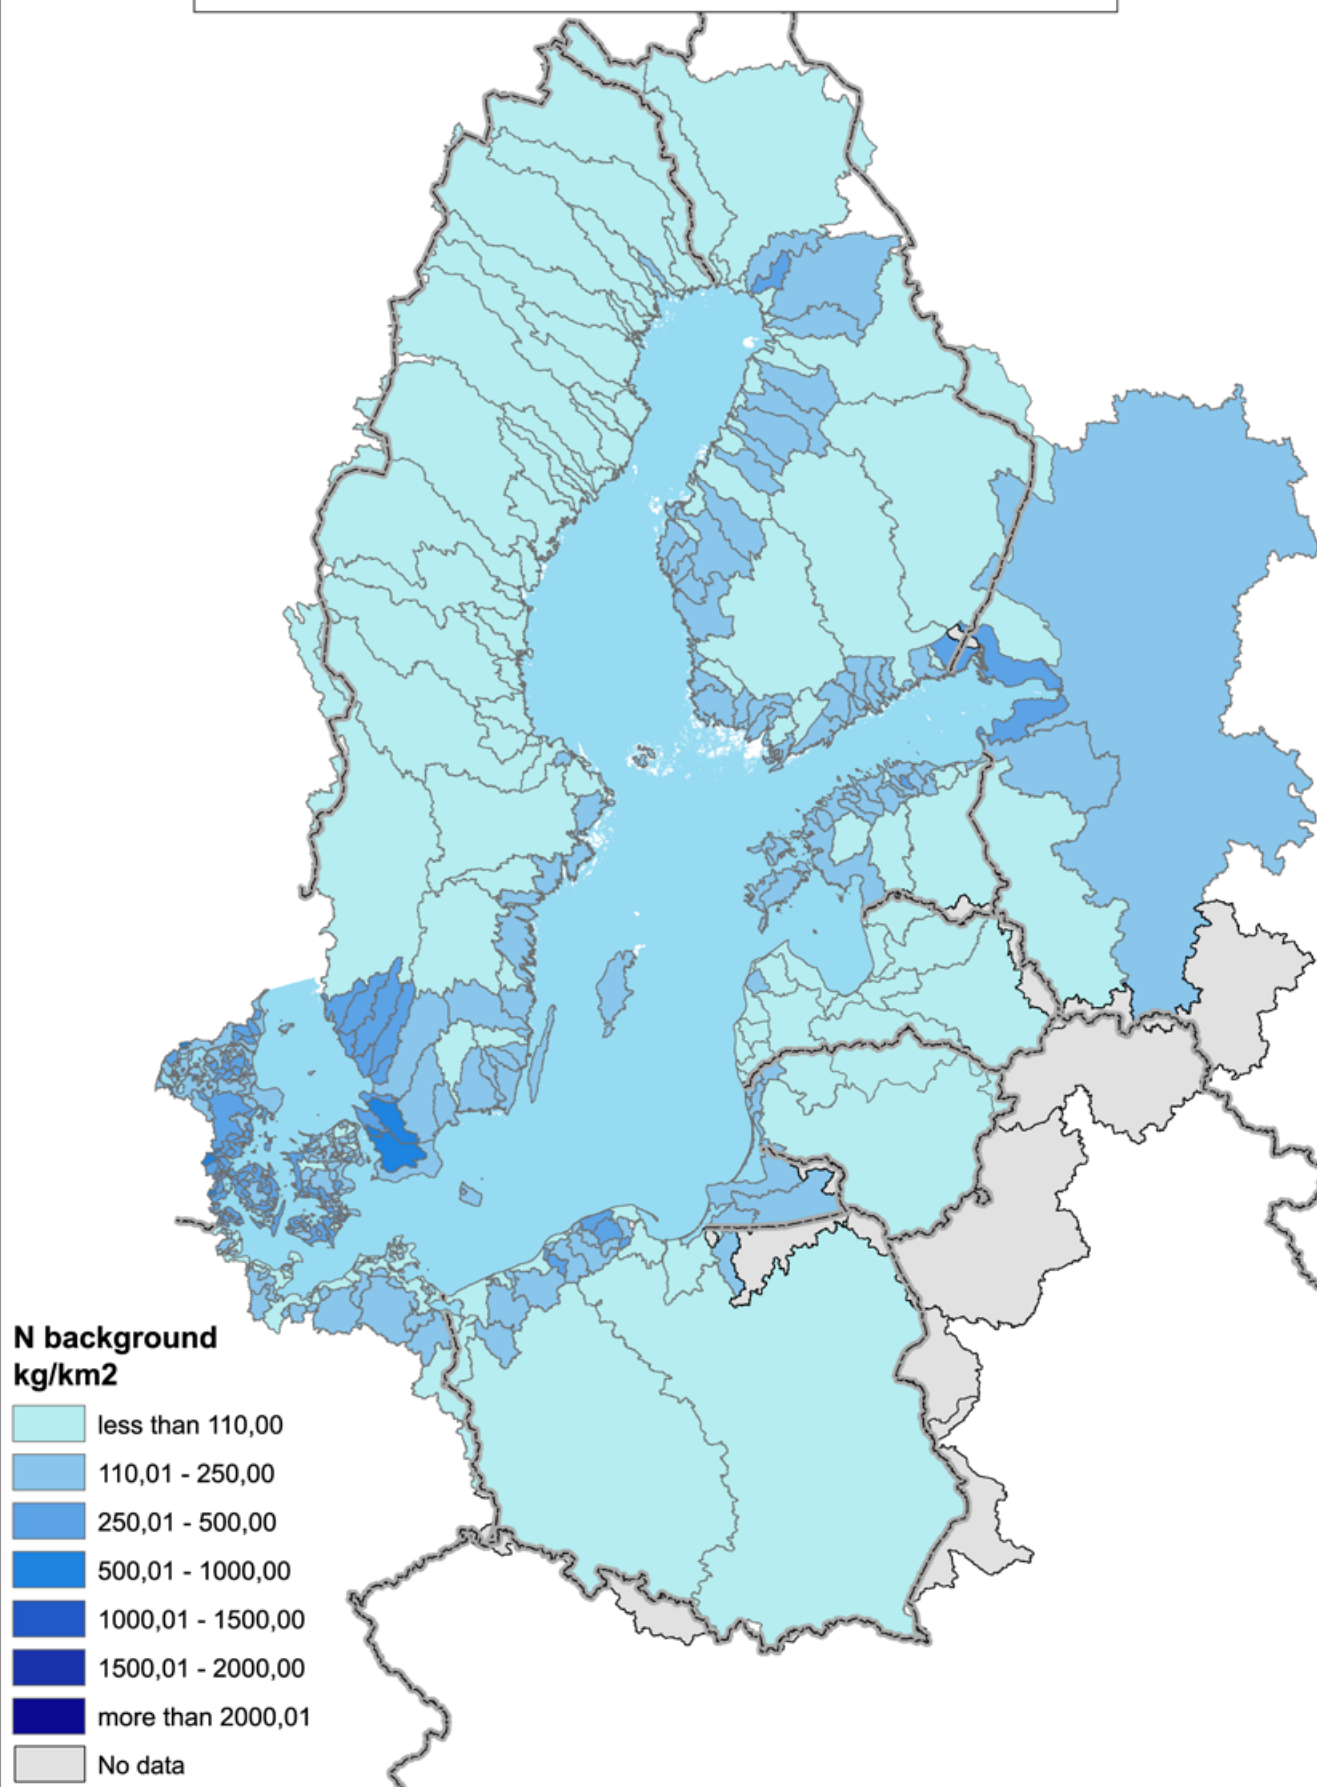 N background
kg/km2
less than 110,00
110,01 - 250,00
250,01 - 500,00
500,01 - 1000,00
1000,01 - 1500,00
1500,01 - 2000,00
more than 2000,01
No data